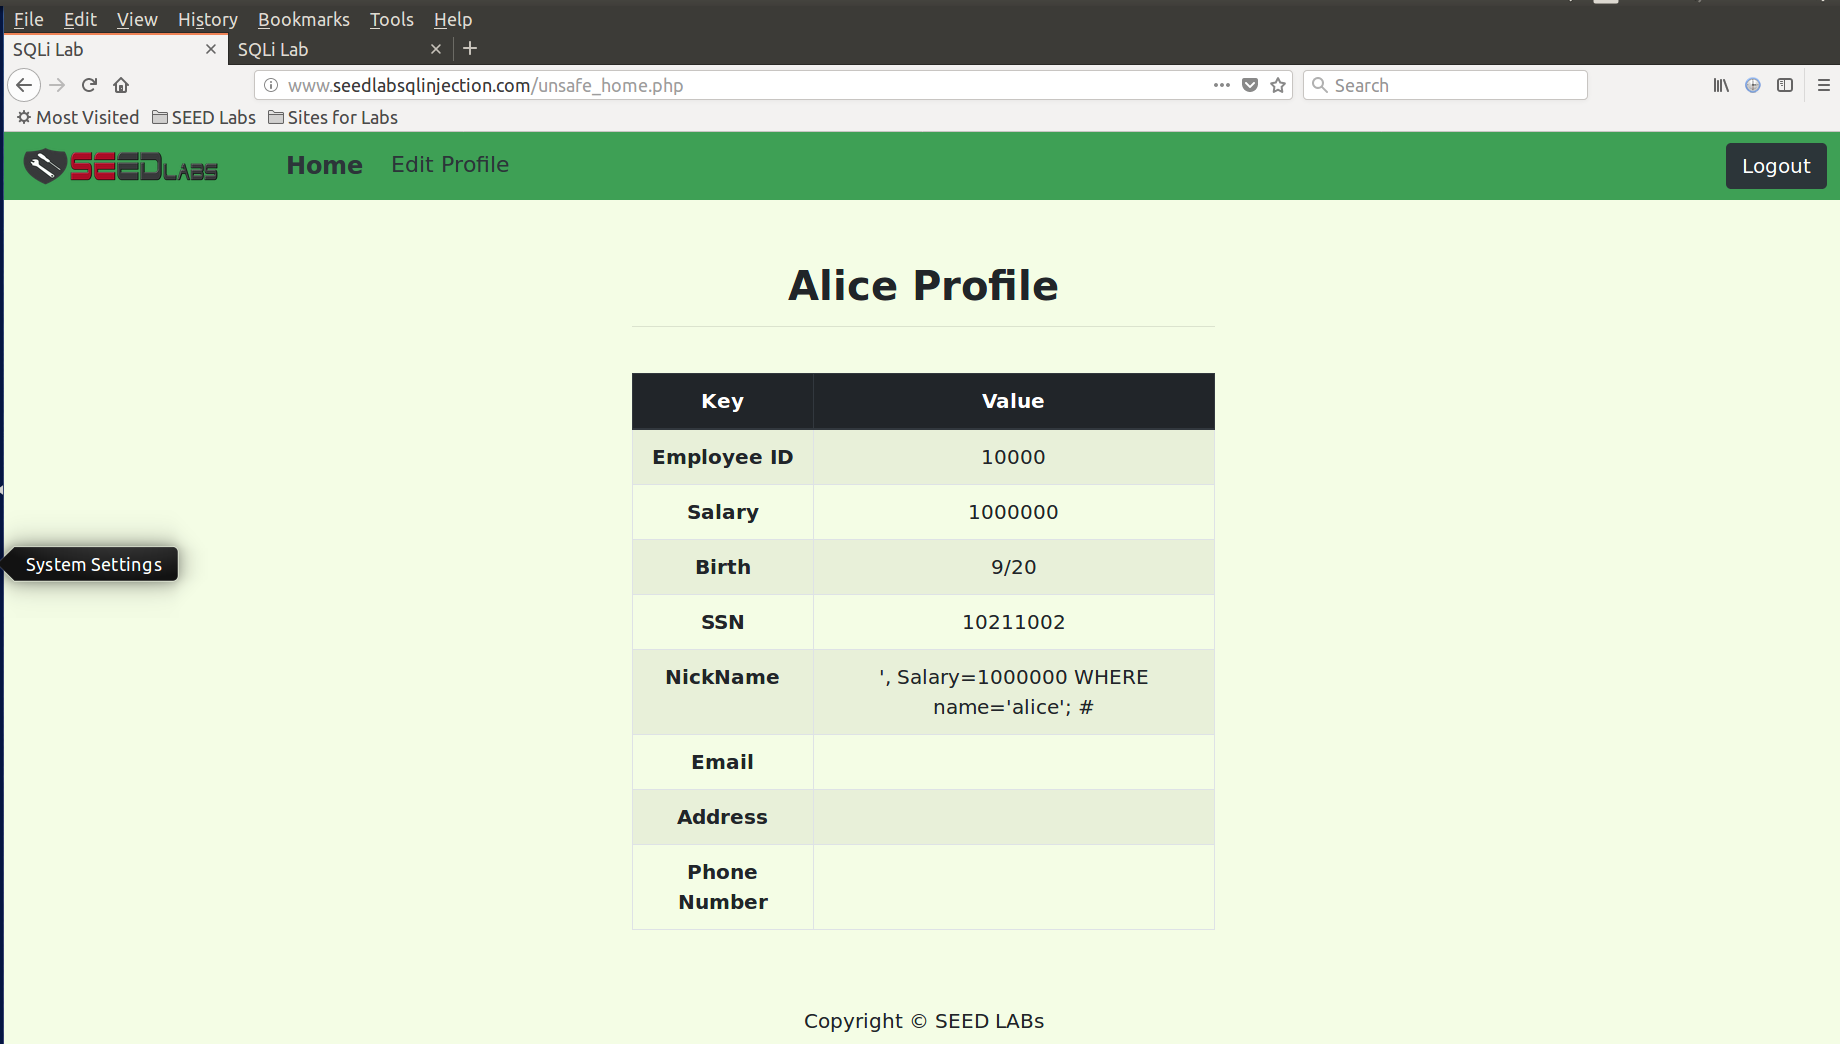 File Edit View History Bookmarks Tools Help
SQLi Lab × SQLi Lab × +
www.seedlabsqlinjection.com/unsafe_home.php ••• Search
Most Visited SEED Labs Sites for Labs
SEEDLABS Home Edit Profile Logout
Alice Profile
Key Value
Employee ID 10000
Salary 1000000
Birth 9/20
System Settings
SSN 10211002
NickName ', Salary=1000000 WHERE
name='alice'; #
Email
Address
Phone
Number
Copyright © SEED LABs